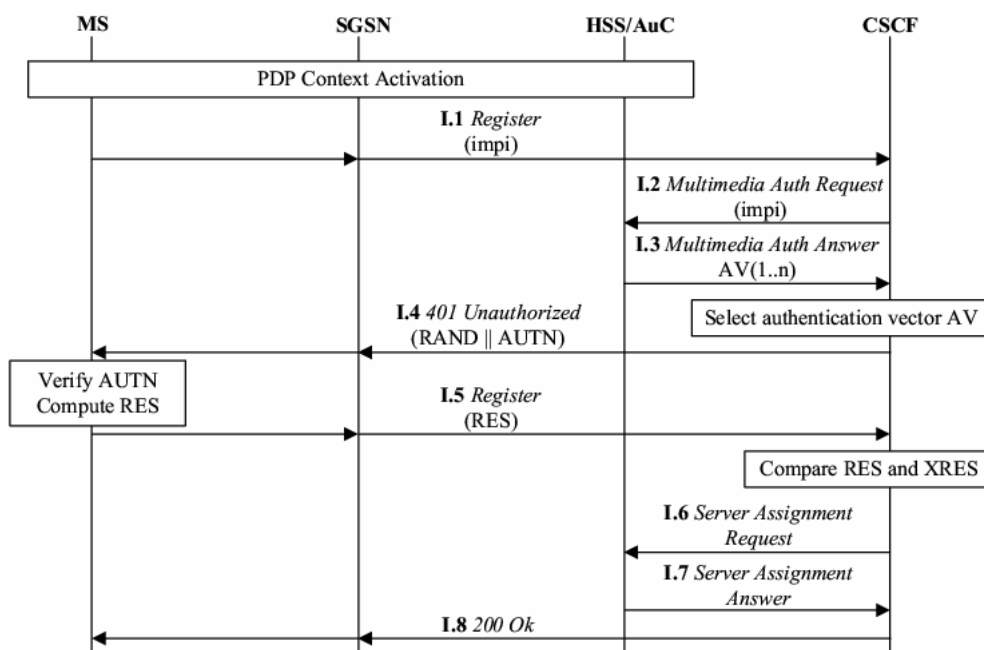 MS SGSN HSS/AuC CSCF
PDP Context Activation
I.1 Register
(impi)
I.2 Multimedia Auth Request
(impi)
I.3 Multimedia Auth Answer
AV(1..n)
I.4 401 Unauthorized
(RAND || AUTN)
Select authentication vector AV
Verify AUTN
Compute RES
I.5 Register
(RES)
Compare RES and XRES
I.6 Server Assignment
Request
I.7 Server Assignment
Answer
I.8 200 Ok